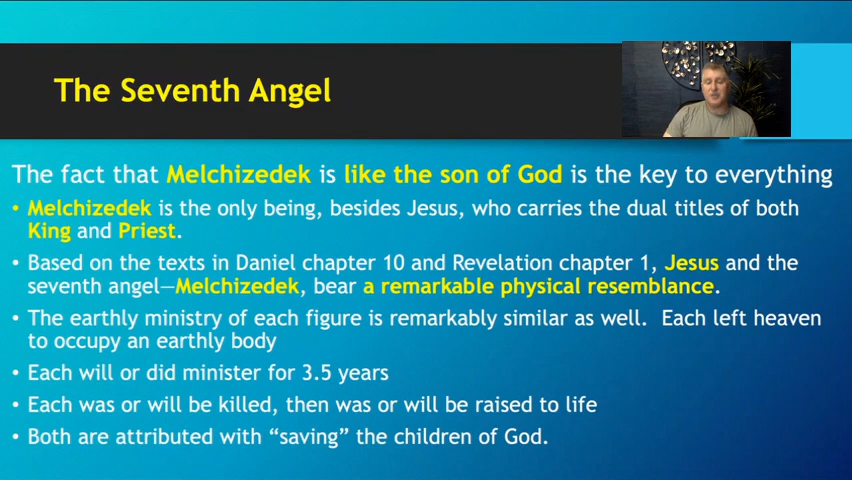 The Seventh Angel
The fact that Melchizedek is like the son of God is the key to everything
• Melchizedek is the only being, besides Jesus, who carries the dual titles of both
King and Priest.
• Based on the texts in Daniel chapter 10 and Revelation chapter 1, Jesus and the
seventh angel—Melchizedek, bear a remarkable physical resemblance.
• The earthly ministry of each figure is remarkably similar as well.  Each left heaven
to occupy an earthly body
• Each will or did minister for 3.5 years
• Each was or will be killed, then was or will be raised to life
• Both are attributed with “saving” the children of God.